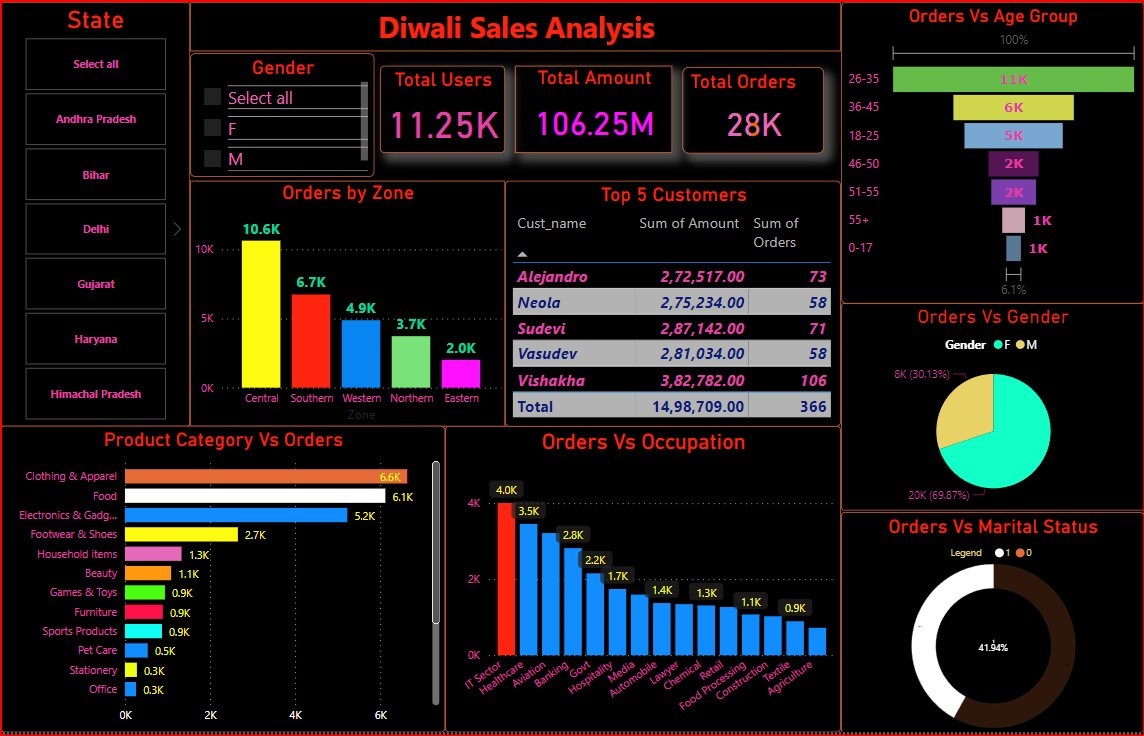 State
Select all
Andhra Pradesh
Bihar
Delhi
Gujarat
Haryana
Himachal Pradesh
Diwali Sales Analysis
Gender
Select all
F
M
Total Users
11.25K
Total Amount
106.25M
Total Orders
28K
Orders by Zone
10K
5K
0K
10.6K
6.7K
4.9K
3.7K
2.0K
Central Southern Western Northern Eastern
Zone
Top 5 Customers
Cust_name Sum of Amount Sum of Orders
Alejandro 2,72,517.00 73
Neola 2,75,234.00 58
Sudevi 2,87,142.00 71
Vasudev 2,81,034.00 58
Vishakha 3,82,782.00 106
Total 14,98,709.00 366
Orders Vs Age Group
100%
26-35 11K
36-45 6K
18-25 5K
46-50 2K
51-55 2K
55+ 1K
0-17 1K
6.1%
Orders Vs Gender
Gender F M
8K (30.13%)
20K (69.87%)
Orders Vs Marital Status
Legend 1 0
1
41.94%
Product Category Vs Orders
Clothing & Apparel 6.6K
Food 6.1K
Electronics & Gadg... 5.2K
Footwear & Shoes 2.7K
Household items 1.3K
Beauty 1.1K
Games & Toys 0.9K
Furniture 0.9K
Sports Products 0.9K
Pet Care 0.5K
Stationery 0.3K
Office 0.3K
0K 2K 4K 6K
Orders Vs Occupation
4K
2K
0K
4.0K
3.5K
2.8K
2.2K
1.7K
1.4K
1.3K
1.1K
0.9K
IT Sector
Healthcare
Aviation
Banking
Govt
Hospitality
Media
Automobile
Lawyer
Chemical
Retail
Food Processing
Construction
Textile
Agriculture